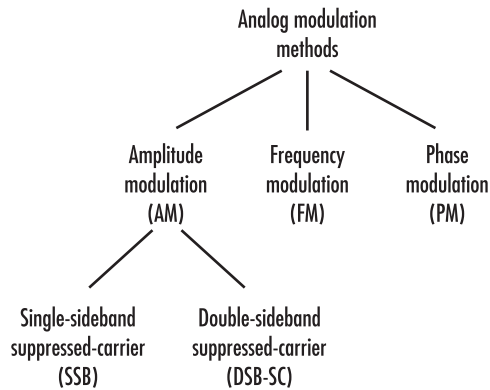 Analog modulation
methods
Amplitude
modulation
(AM)
Frequency
modulation
(FM)
Phase
modulation
(PM)
Single-sideband
suppressed-carrier
(SSB)
Double-sideband
suppressed-carrier
(DSB-SC)